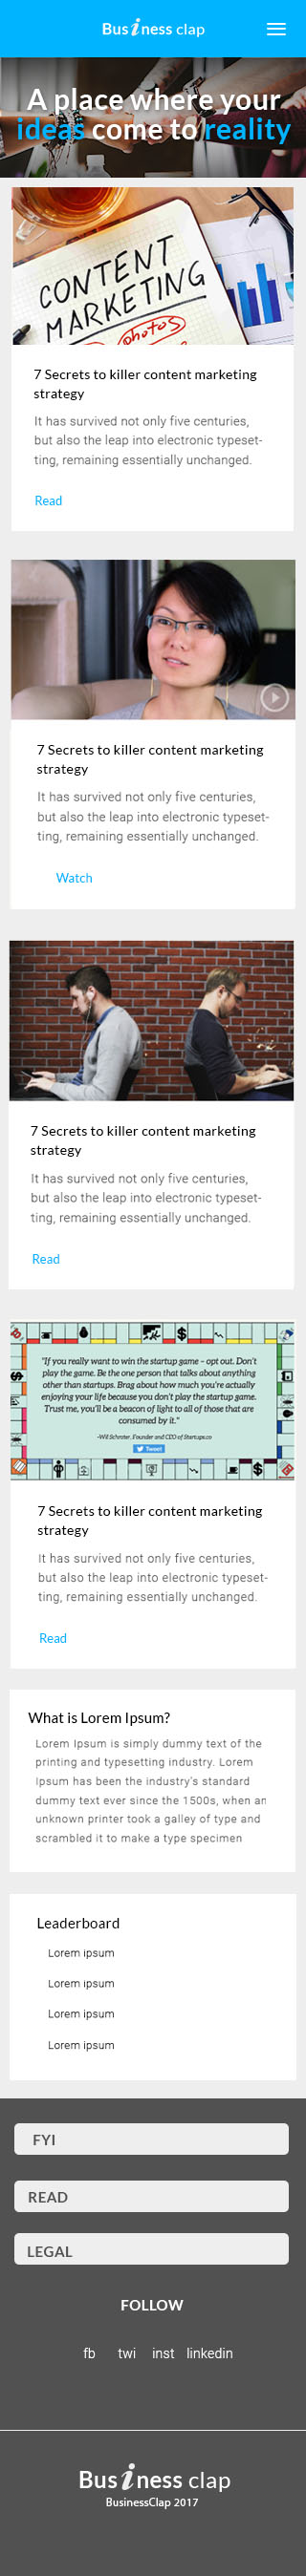 Business clap
A place where your
ideas come to reality
CONTENT
MARKETING
photos
7 Secrets to killer content marketing
strategy
It has survived not only five centuries,
but also the leap into electronic typeset-
ting, remaining essentially unchanged.
Read
7 Secrets to killer content marketing
strategy
It has survived not only five centuries,
but also the leap into electronic typeset-
ting, remaining essentially unchanged.
Watch
7 Secrets to killer content marketing
strategy
It has survived not only five centuries,
but also the leap into electronic typeset-
ting, remaining essentially unchanged.
Read
"If you really want to win the startup game – opt out. Don't
play the game. Be the one person that talks about anything
other than startups. Brag about how much you're actually
enjoying your life because you don't play the startup game.
Trust me, you'll be a beacon of light to all of those that are
consumed by it."
-Wil Schroter, Founder and CEO of Startups.co
Tweet
7 Secrets to killer content marketing
strategy
It has survived not only five centuries,
but also the leap into electronic typeset-
ting, remaining essentially unchanged.
Read
What is Lorem Ipsum?
Lorem Ipsum is simply dummy text of the
printing and typesetting industry. Lorem
Ipsum has been the industry's standard
dummy text ever since the 1500s, when an
unknown printer took a galley of type and
scrambled it to make a type specimen
Leaderboard
Lorem ipsum
Lorem ipsum
Lorem ipsum
Lorem ipsum
FYI
READ
LEGAL
FOLLOW
fb twi inst linkedin
Business clap
BusinessClap 2017